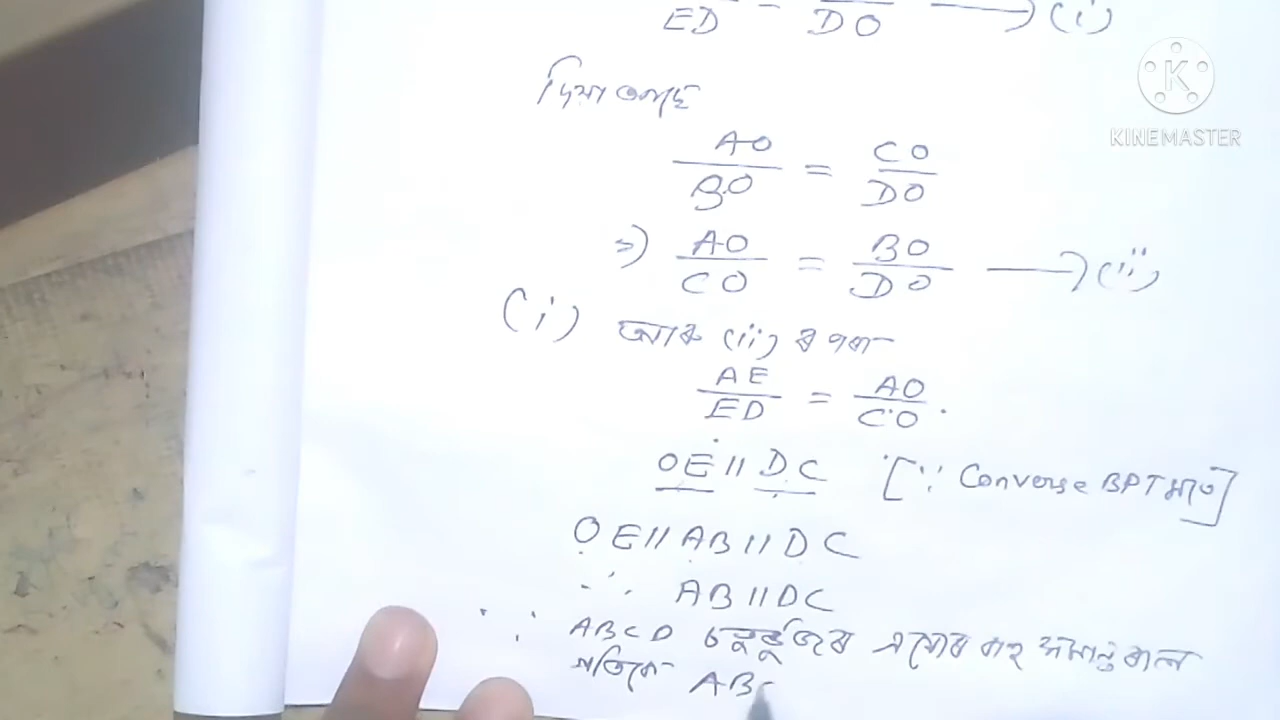 ED = DO ⟶ (i)
K
KINEMASTER
দিয়া আছে
AO/BO = CO/DO
⇒ AO/CO = BO/DO ⟶ (ii)
(i) আৰু (ii) ৰ পৰা
AE/ED = AO/CO.
OE // DC [∵ Converse BPT মতে]
OE // AB // DC
∴ AB // DC
∴ ABCD চতুৰ্ভুজৰ এযোৰ বাহু সমান্তৰাল
AB